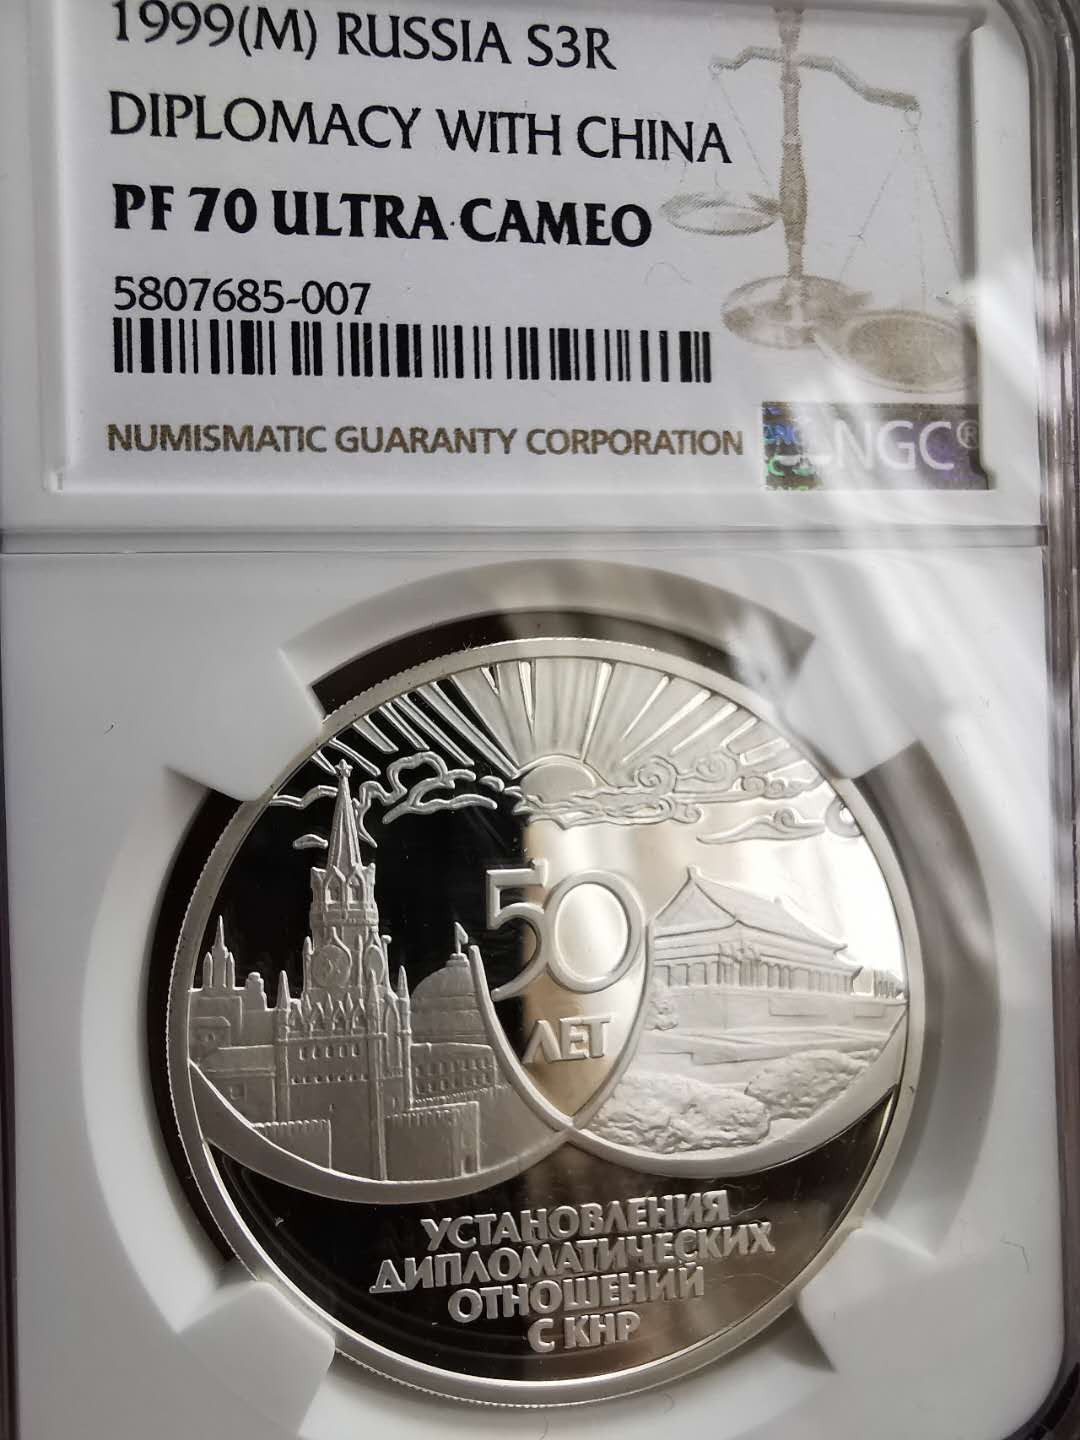 1999(M) RUSSIA S3R
DIPLOMACY WITH CHINA
PF 70 ULTRA CAMEO
5807685-007
NUMISMATIC GUARANTY CORPORATION
NGC®
50
ЛЕТ
УСТАНОВЛЕНИЯ
ДИПЛОМАТИЧЕСКИХ
ОТНОШЕНИЙ
С КНР